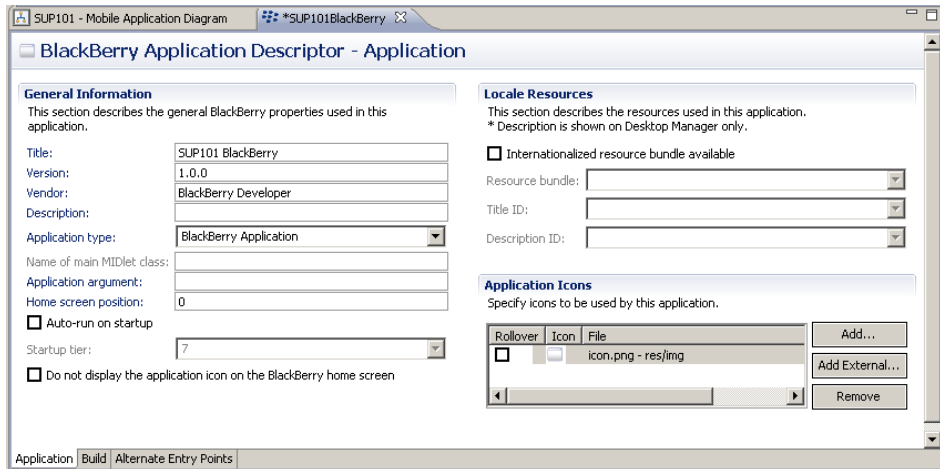 SUP101 - Mobile Application Diagram
*SUP101BlackBerry
BlackBerry Application Descriptor - Application
General Information
This section describes the general BlackBerry properties used in this
application.
Title: SUP101 BlackBerry
Version: 1.0.0
Vendor: BlackBerry Developer
Description:
Application type: BlackBerry Application
Name of main MIDlet class:
Application argument:
Home screen position: 0
Auto-run on startup
Startup tier: 7
Do not display the application icon on the BlackBerry home screen
Locale Resources
This section describes the resources used in this application.
* Description is shown on Desktop Manager only.
Internationalized resource bundle available
Resource bundle:
Title ID:
Description ID:
Application Icons
Specify icons to be used by this application.
Rollover Icon File
icon.png - res/img
Add...
Add External...
Remove
Application Build Alternate Entry Points